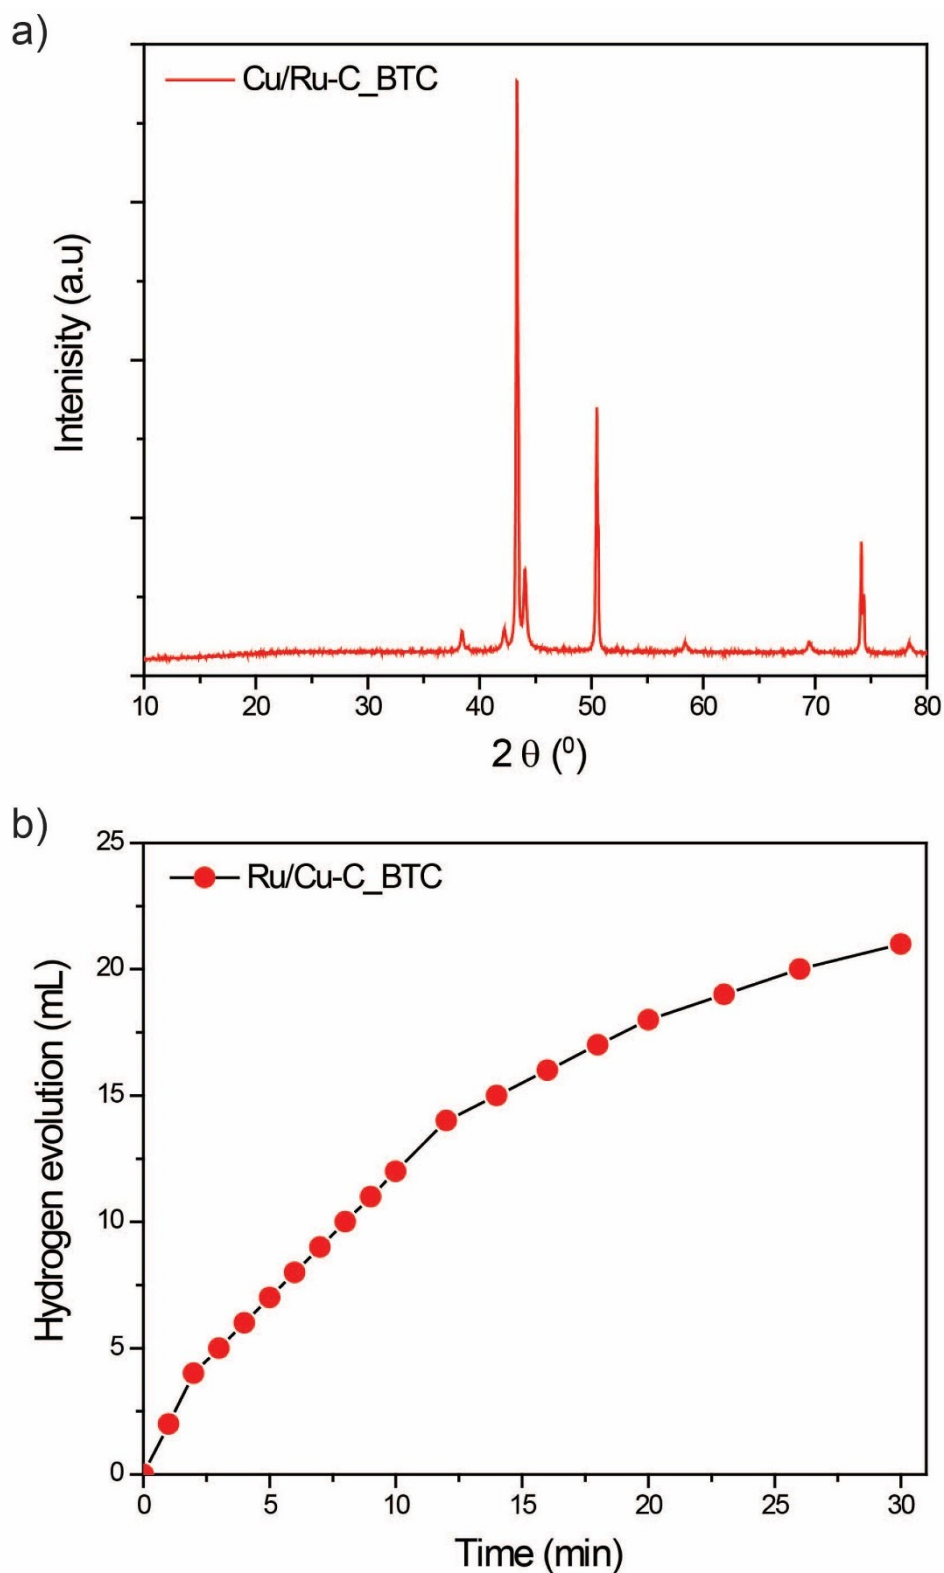 a)
Cu/Ru-C_BTC
Intenisity (a.u)
10 20 30 40 50 60 70 80
2 θ (⁰)
b)
25
Ru/Cu-C_BTC
20
15
10
5
0
Hydrogen evolution (mL)
0 5 10 15 20 25 30
Time (min)